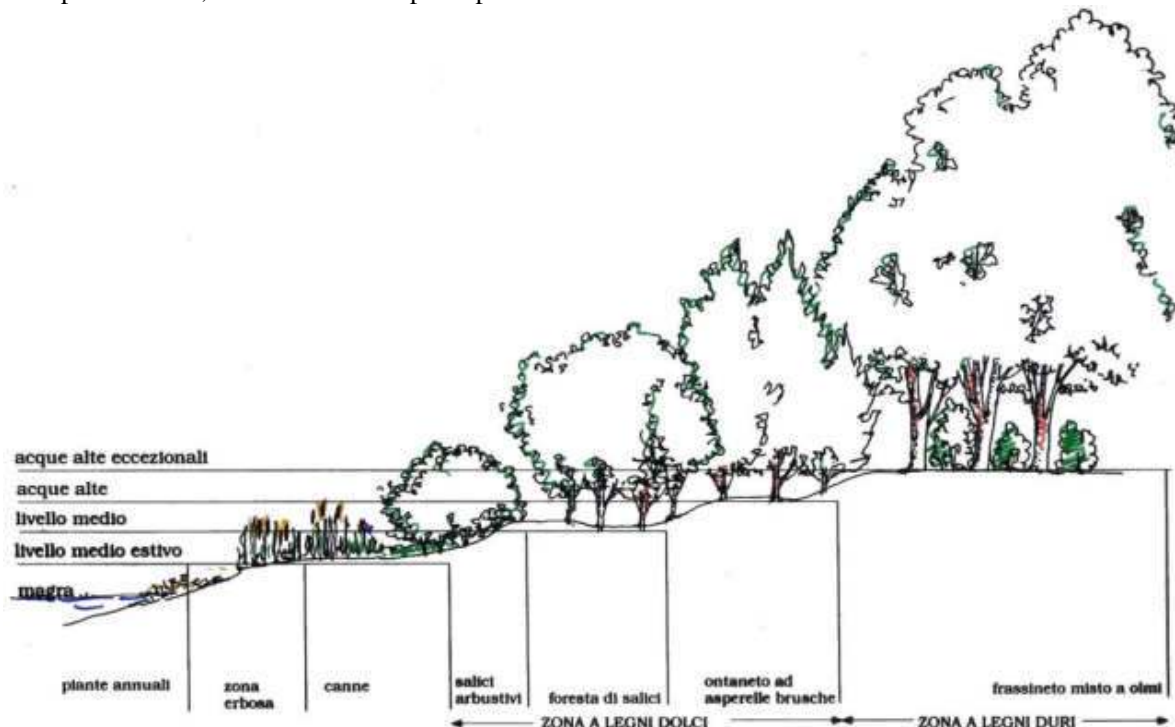 acque alte eccezionali
acque alte
livello medio
livello medio estivo
magra
piante annuali
zona
erbosa
canne
salici
arbustivi
foresta di salici
ontaneto ad
asperelle brusche
frassineto misto a olmi
ZONA A LEGNI DOLCI
ZONA A LEGNI DURI